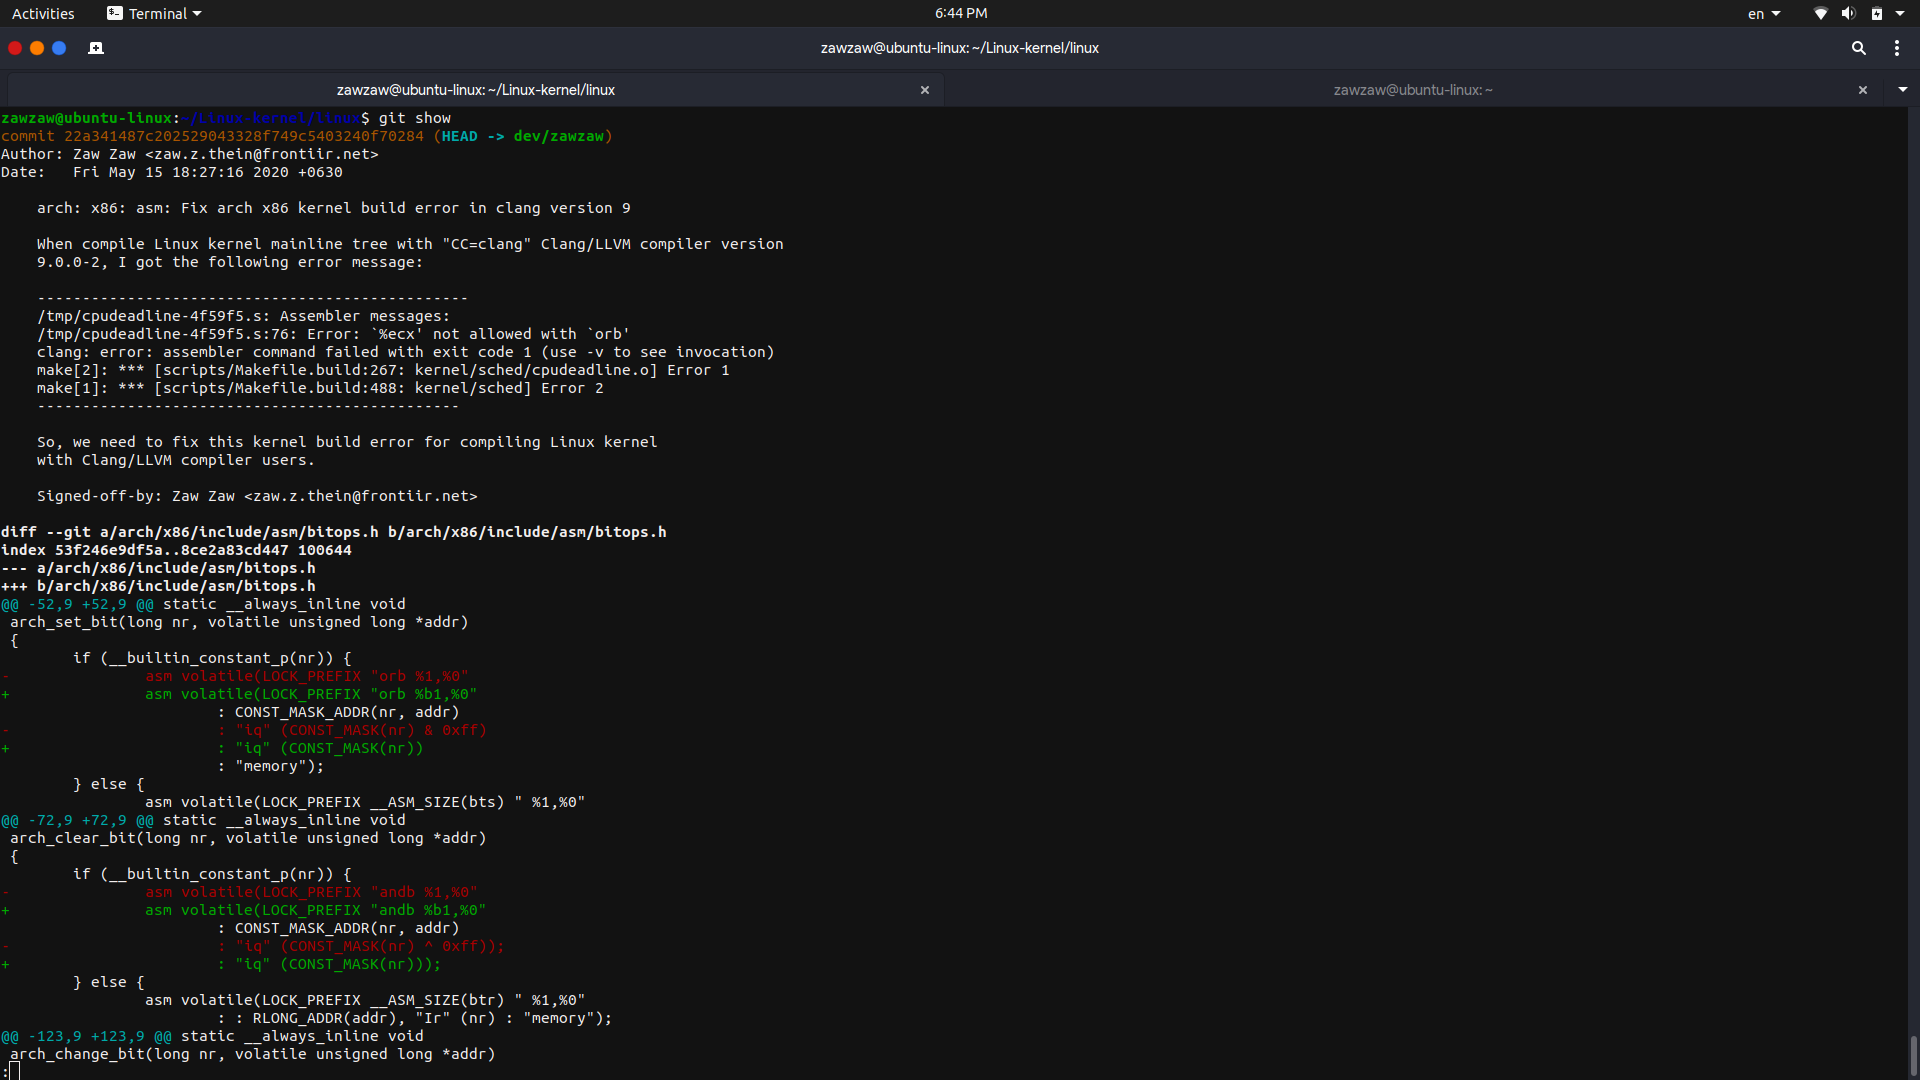 Activities
Terminal
6:44 PM
en
zawzaw@ubuntu-linux: ~/Linux-kernel/linux
zawzaw@ubuntu-linux: ~/Linux-kernel/linux
zawzaw@ubuntu-linux: ~
zawzaw@ubuntu-linux:~/Linux-kernel/linux$ git show
commit 22a341487c202529043328f749c5403240f70284 (HEAD -> dev/zawzaw)
Author: Zaw Zaw <zaw.z.thein@frontiir.net>
Date:   Fri May 15 18:27:16 2020 +0630
    arch: x86: asm: Fix arch x86 kernel build error in clang version 9
    When compile Linux kernel mainline tree with "CC=clang" Clang/LLVM compiler version
    9.0.0-2, I got the following error message:
    ------------------------------------------------
    /tmp/cpudeadline-4f59f5.s: Assembler messages:
    /tmp/cpudeadline-4f59f5.s:76: Error: `%ecx' not allowed with `orb'
    clang: error: assembler command failed with exit code 1 (use -v to see invocation)
    make[2]: *** [scripts/Makefile.build:267: kernel/sched/cpudeadline.o] Error 1
    make[1]: *** [scripts/Makefile.build:488: kernel/sched] Error 2
    -----------------------------------------------
    So, we need to fix this kernel build error for compiling Linux kernel
    with Clang/LLVM compiler users.
    Signed-off-by: Zaw Zaw <zaw.z.thein@frontiir.net>
diff --git a/arch/x86/include/asm/bitops.h b/arch/x86/include/asm/bitops.h
index 53f246e9df5a..8ce2a83cd447 100644
--- a/arch/x86/include/asm/bitops.h
+++ b/arch/x86/include/asm/bitops.h
@@ -52,9 +52,9 @@ static __always_inline void
 arch_set_bit(long nr, volatile unsigned long *addr)
 {
        if (__builtin_constant_p(nr)) {
-               asm volatile(LOCK_PREFIX "orb %1,%0"
+               asm volatile(LOCK_PREFIX "orb %b1,%0"
                        : CONST_MASK_ADDR(nr, addr)
-                       : "iq" (CONST_MASK(nr) & 0xff)
+                       : "iq" (CONST_MASK(nr))
                        : "memory");
        } else {
                asm volatile(LOCK_PREFIX __ASM_SIZE(bts) " %1,%0"
@@ -72,9 +72,9 @@ static __always_inline void
 arch_clear_bit(long nr, volatile unsigned long *addr)
 {
        if (__builtin_constant_p(nr)) {
-               asm volatile(LOCK_PREFIX "andb %1,%0"
+               asm volatile(LOCK_PREFIX "andb %b1,%0"
                        : CONST_MASK_ADDR(nr, addr)
-                       : "iq" (CONST_MASK(nr) ^ 0xff));
+                       : "iq" (CONST_MASK(nr)));
        } else {
                asm volatile(LOCK_PREFIX __ASM_SIZE(btr) " %1,%0"
                        : : RLONG_ADDR(addr), "Ir" (nr) : "memory");
@@ -123,9 +123,9 @@ static __always_inline void
 arch_change_bit(long nr, volatile unsigned long *addr)
: